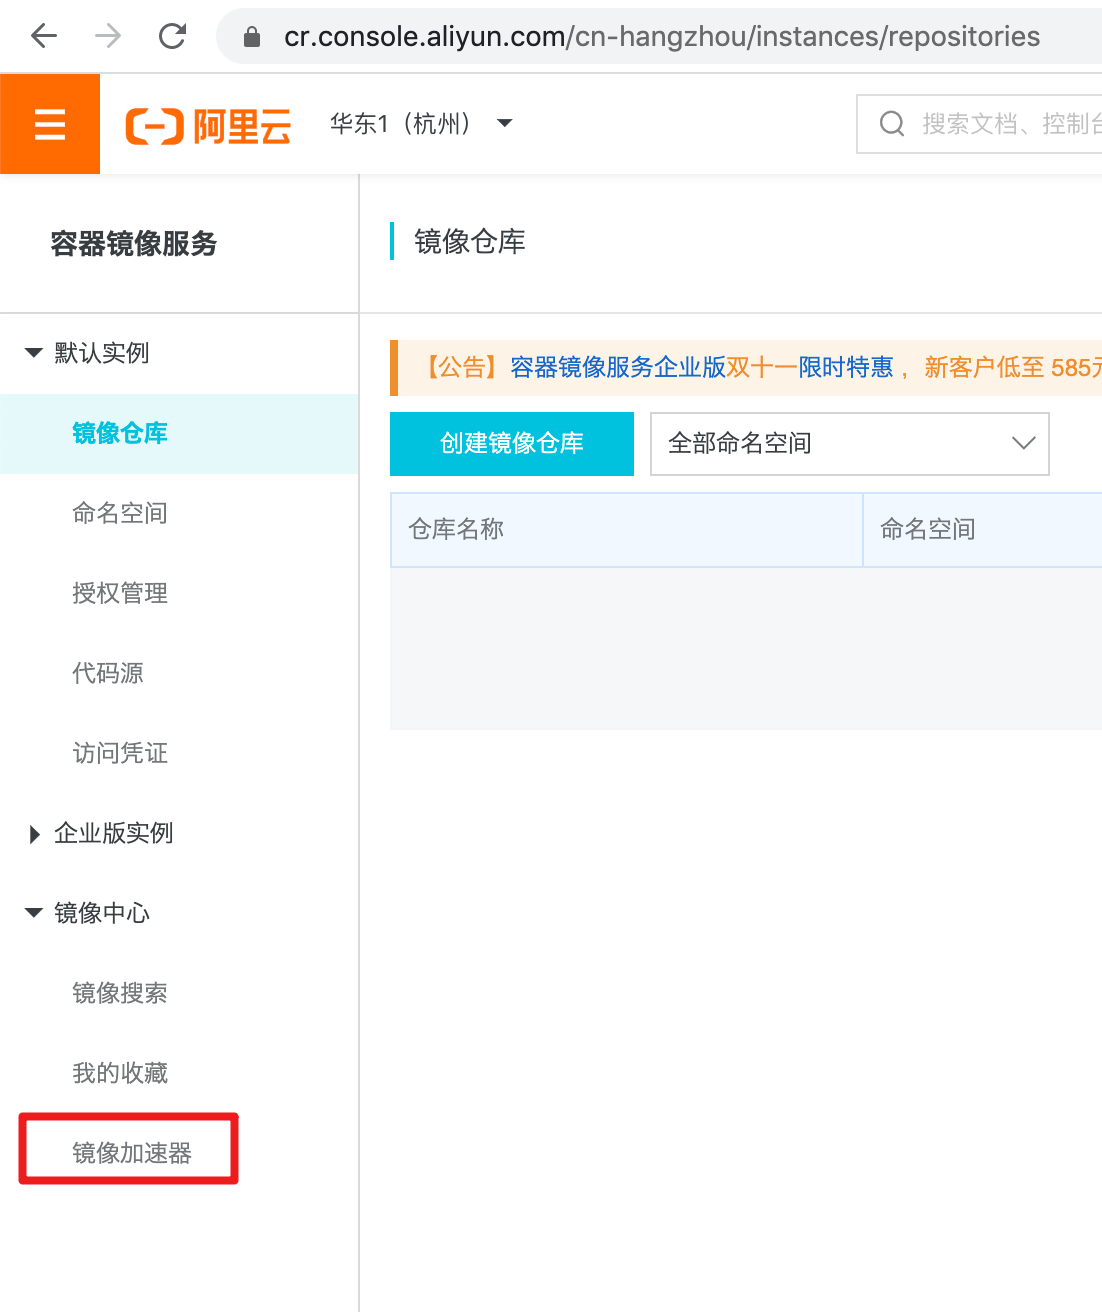 cr.console.aliyun.com/cn-hangzhou/instances/repositories
阿里云
华东1（杭州）
搜索文档、控制台
容器镜像服务
镜像仓库
默认实例
镜像仓库
命名空间
授权管理
代码源
访问凭证
企业版实例
镜像中心
镜像搜索
我的收藏
镜像加速器
【公告】容器镜像服务企业版双十一限时特惠，新客户低至 585元
创建镜像仓库
全部命名空间
仓库名称
命名空间